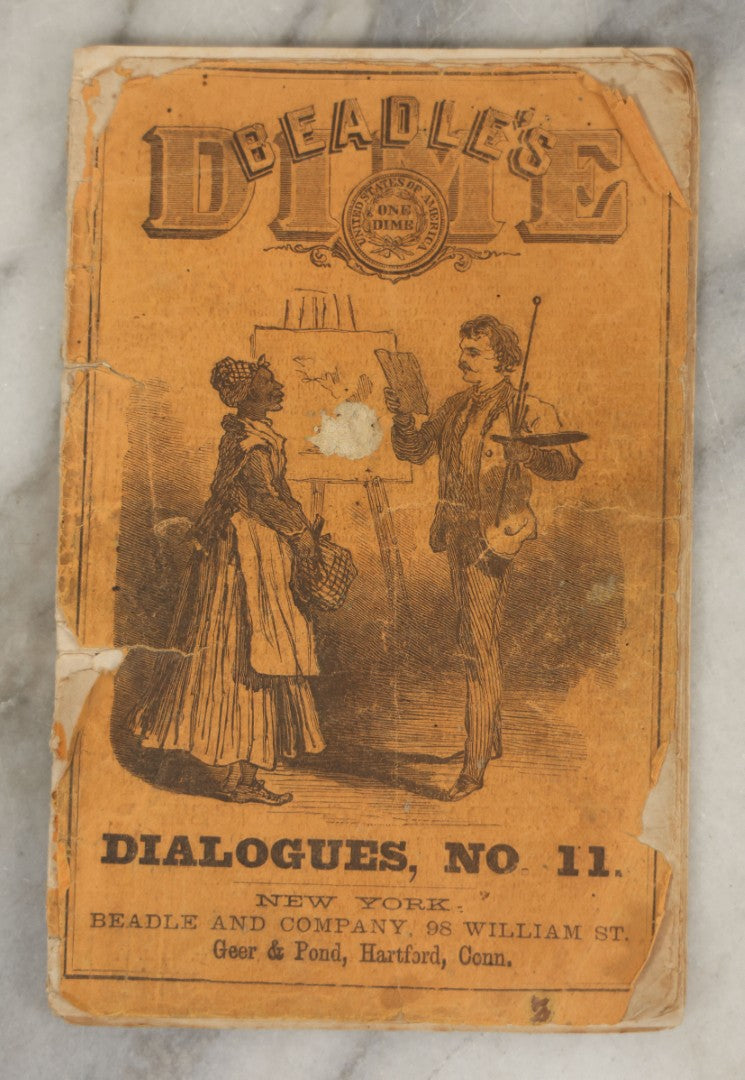 BEADLE'S
DIME
UNITED STATES OF AMERICA
ONE
DIME
DIALOGUES, NO. 11.
NEW YORK:
BEADLE AND COMPANY, 98 WILLIAM ST.
Geer & Pond, Hartford, Conn.